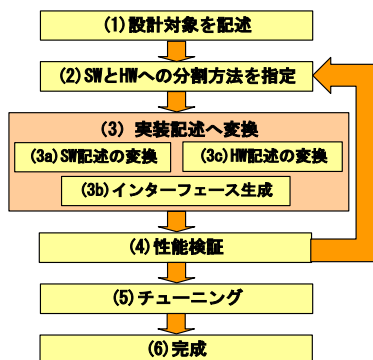 (1)設計対象を記述
(2)SWとHWへの分割方法を指定
(3) 実装記述へ変換
(3a)SW記述の変換
(3c)HW記述の変換
(3b)インターフェース生成
(4)性能検証
(5)チューニング
(6)完成